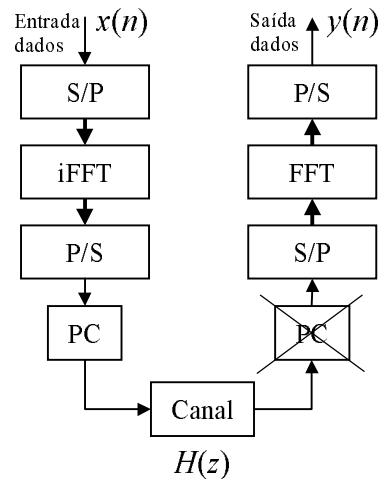 Entrada
dados
x(n)
S/P
iFFT
P/S
PC
Canal
H(z)
PC
S/P
FFT
P/S
Saída
dados
y(n)